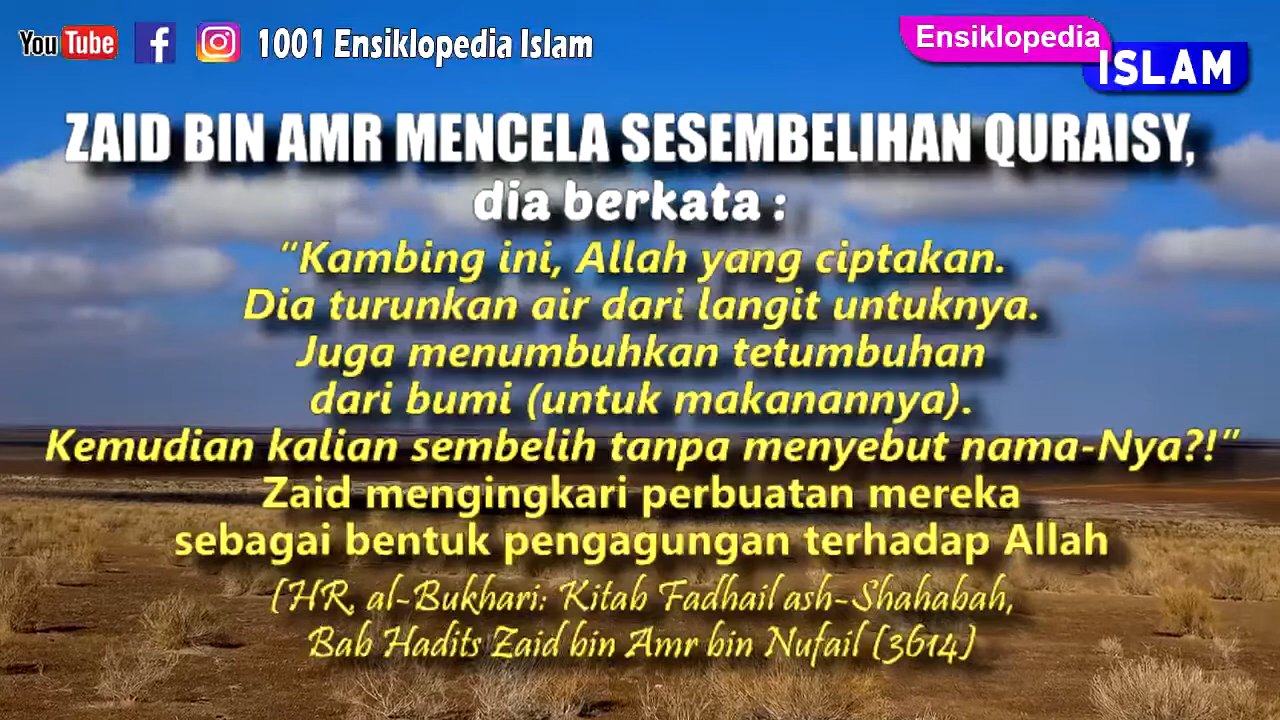 YouTube f 1001 Ensiklopedia Islam
Ensiklopedia
ISLAM
ZAID BIN AMR MENCELA SESEMBELIHAN QURAISY,
dia berkata :
"Kambing ini, Allah yang ciptakan.
Dia turunkan air dari langit untuknya.
Juga menumbuhkan tetumbuhan
dari bumi (untuk makanannya).
Kemudian kalian sembelih tanpa menyebut nama-Nya?!"
Zaid mengingkari perbuatan mereka
sebagai bentuk pengagungan terhadap Allah
(HR. al-Bukhari: Kitab Fadhail ash-Shahabah,
Bab Hadits Zaid bin Amr bin Nufail (3614)